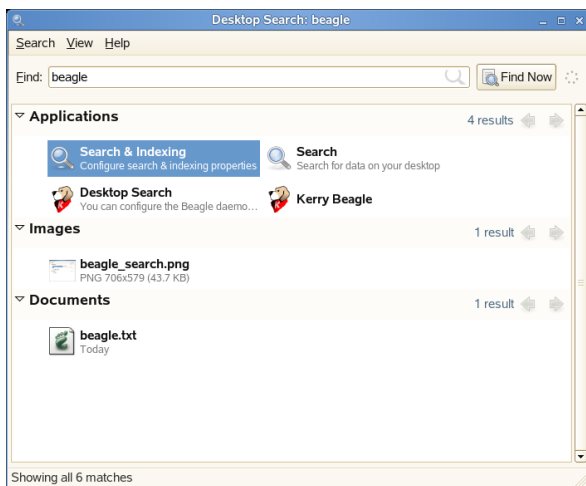 Desktop Search: beagle
Search View Help
Find: beagle Find Now
Applications 4 results
Search & Indexing Search
Configure search & indexing properties Search for data on your desktop
Desktop Search Kerry Beagle
You can configure the Beagle daemo...
Images 1 result
beagle_search.png
PNG 706x579 (43.7 KB)
Documents 1 result
beagle.txt
Today
Showing all 6 matches